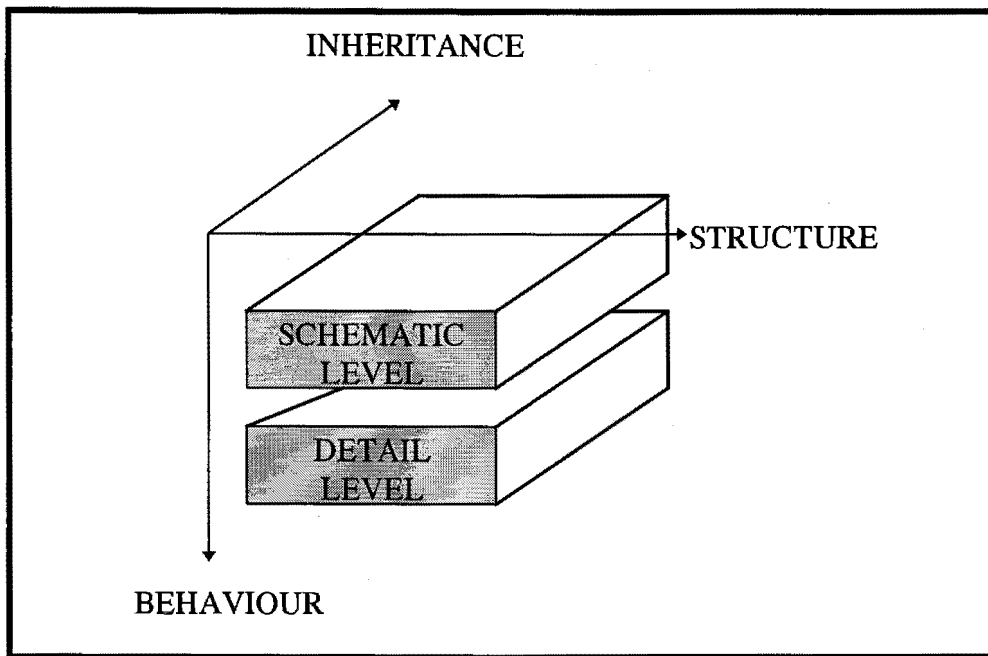 INHERITANCE
STRUCTURE
SCHEMATIC
LEVEL
DETAIL
LEVEL
BEHAVIOUR